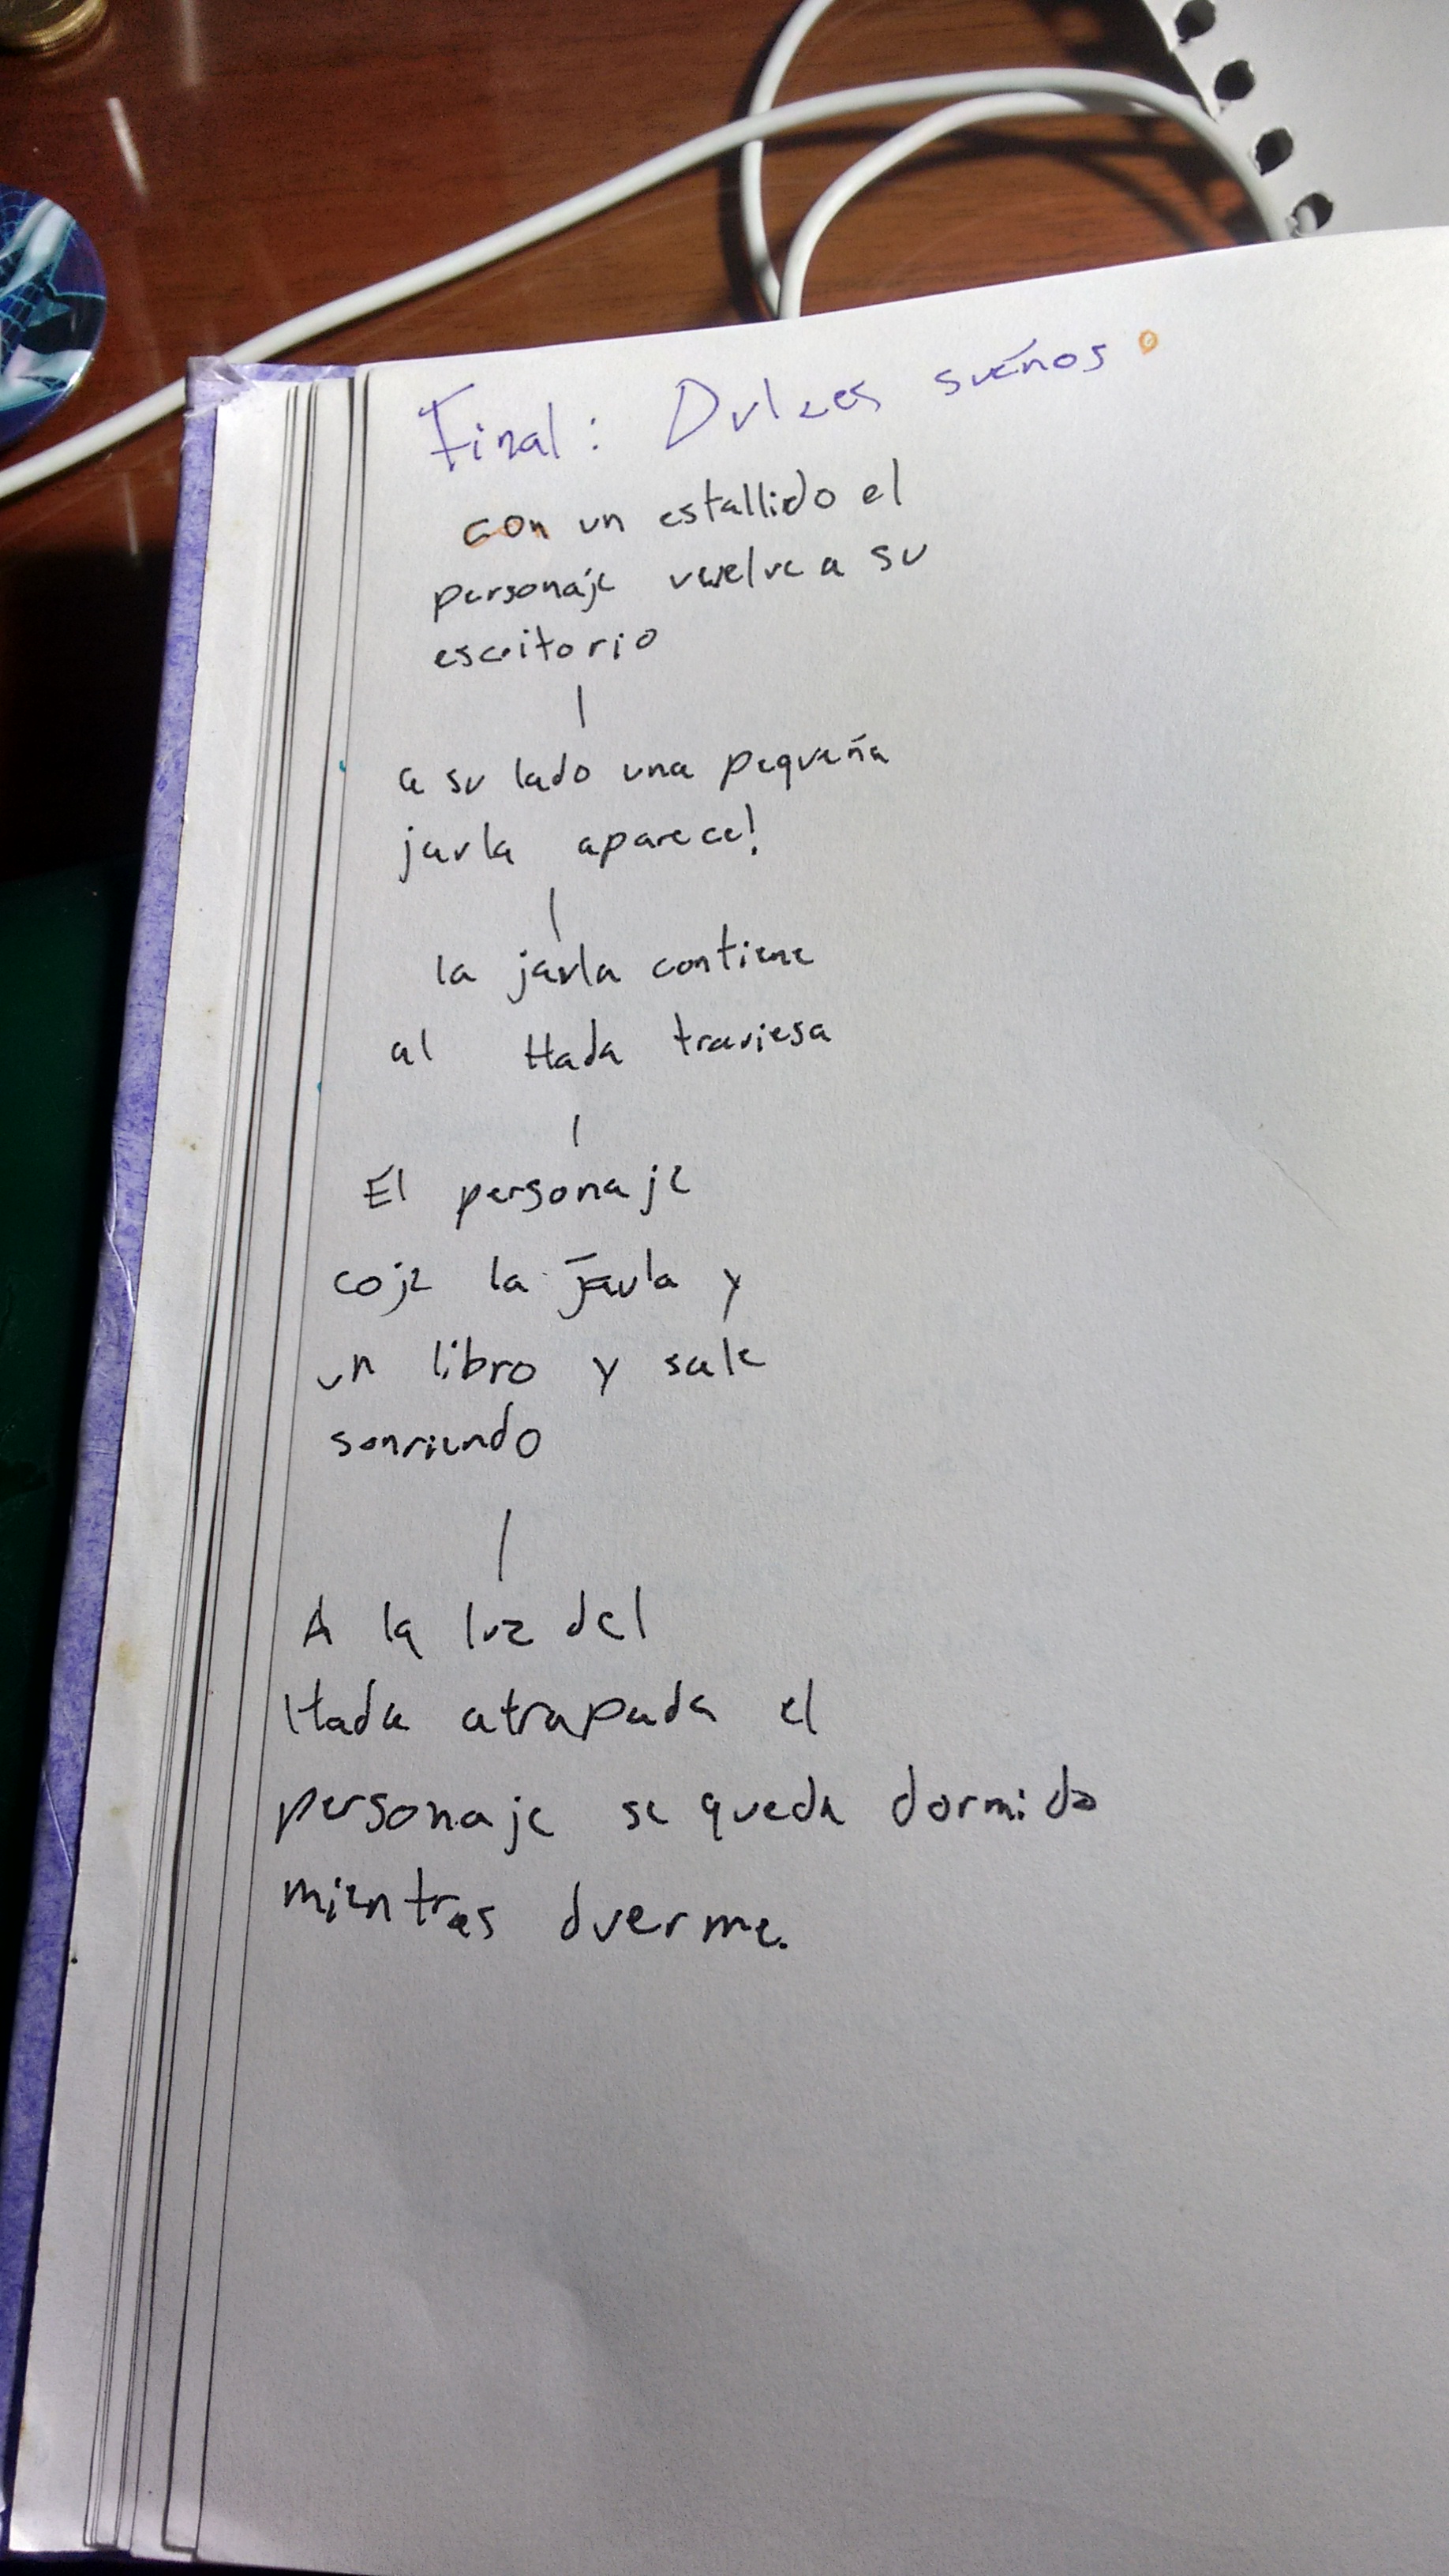 Final: Dulces sueños.
con un estallido el
personaje vuelve a su
escritorio
a su lado una pequeña
jaula aparece!
la jaula contiene
al Hada traviesa
El personaje
coje la jaula y
un libro y sale
sonriendo
A la luz del
Hada atrapada el
personaje se queda dormido
mientras duerme.